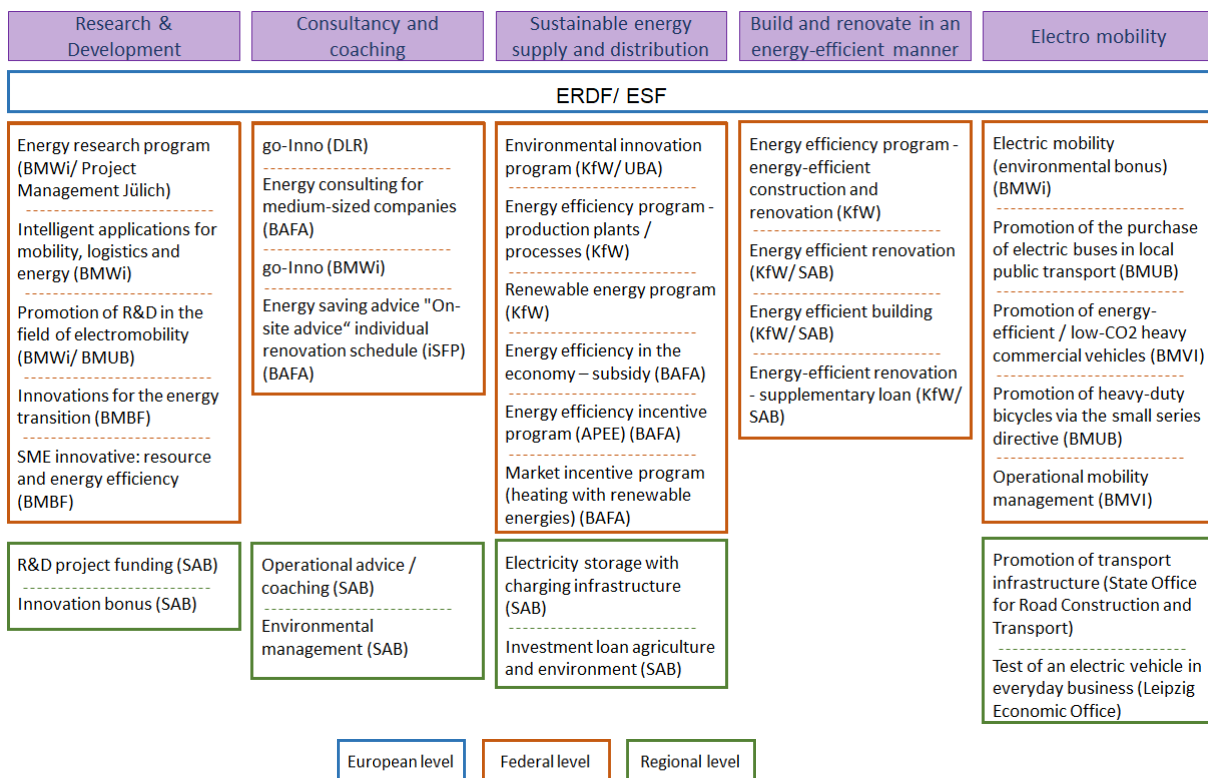 Research &
Development
Consultancy and
coaching
Sustainable energy
supply and distribution
Build and renovate in an
energy-efficient manner
Electro mobility
ERDF/ ESF
Energy research program
(BMWi/ Project
Management Jülich)
Intelligent applications for
mobility, logistics and
energy (BMWi)
Promotion of R&D in the
field of electromobility
(BMWi/ BMUB)
Innovations for the energy
transition (BMBF)
SME innovative: resource
and energy efficiency
(BMBF)
go-Inno (DLR)
Energy consulting for
medium-sized companies
(BAFA)
go-Inno (BMWi)
Energy saving advice "On-
site advice“ individual
renovation schedule (iSFP)
(BAFA)
Environmental innovation
program (KfW/ UBA)
Energy efficiency program -
production plants /
processes (KfW)
Renewable energy program
(KfW)
Energy efficiency in the
economy – subsidy (BAFA)
Energy efficiency incentive
program (APEE) (BAFA)
Market incentive program
(heating with renewable
energies) (BAFA)
Energy efficiency program -
energy-efficient
construction and
renovation (KfW)
Energy efficient renovation
(KfW/ SAB)
Energy efficient building
(KfW/ SAB)
Energy-efficient renovation
- supplementary loan (KfW/
SAB)
Electric mobility
(environmental bonus)
(BMWi)
Promotion of the purchase
of electric buses in local
public transport (BMUB)
Promotion of energy-
efficient / low-CO2 heavy
commercial vehicles (BMVI)
Promotion of heavy-duty
bicycles via the small series
directive (BMUB)
Operational mobility
management (BMVI)
R&D project funding (SAB)
Innovation bonus (SAB)
Operational advice /
coaching (SAB)
Environmental
management (SAB)
Electricity storage with
charging infrastructure
(SAB)
Investment loan agriculture
and environment (SAB)
Promotion of transport
infrastructure (State Office
for Road Construction and
Transport)
Test of an electric vehicle in
everyday business (Leipzig
Economic Office)
European level
Federal level
Regional level